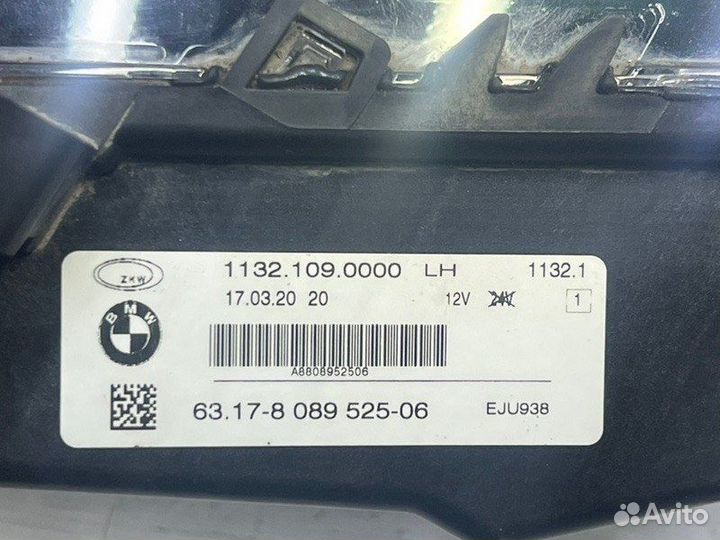 ZKW
1132.109.0000 LH 1132.1
17.03.20 20 12V 24V 1
BMW
A8808952506
63.17-8 089 525-06 EJU938
Avito